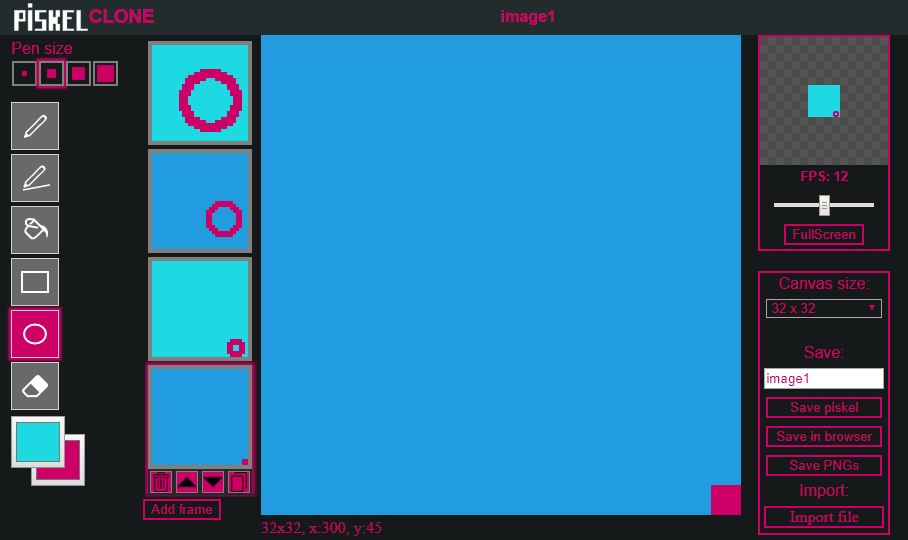 PiSKEL CLONE
image1
Pen size
FPS: 12
FullScreen
Canvas size:
32 x 32
Save:
image1
Save piskel
Save in browser
Save PNGs
Import:
Import file
Add frame
32x32, x:300, y:45